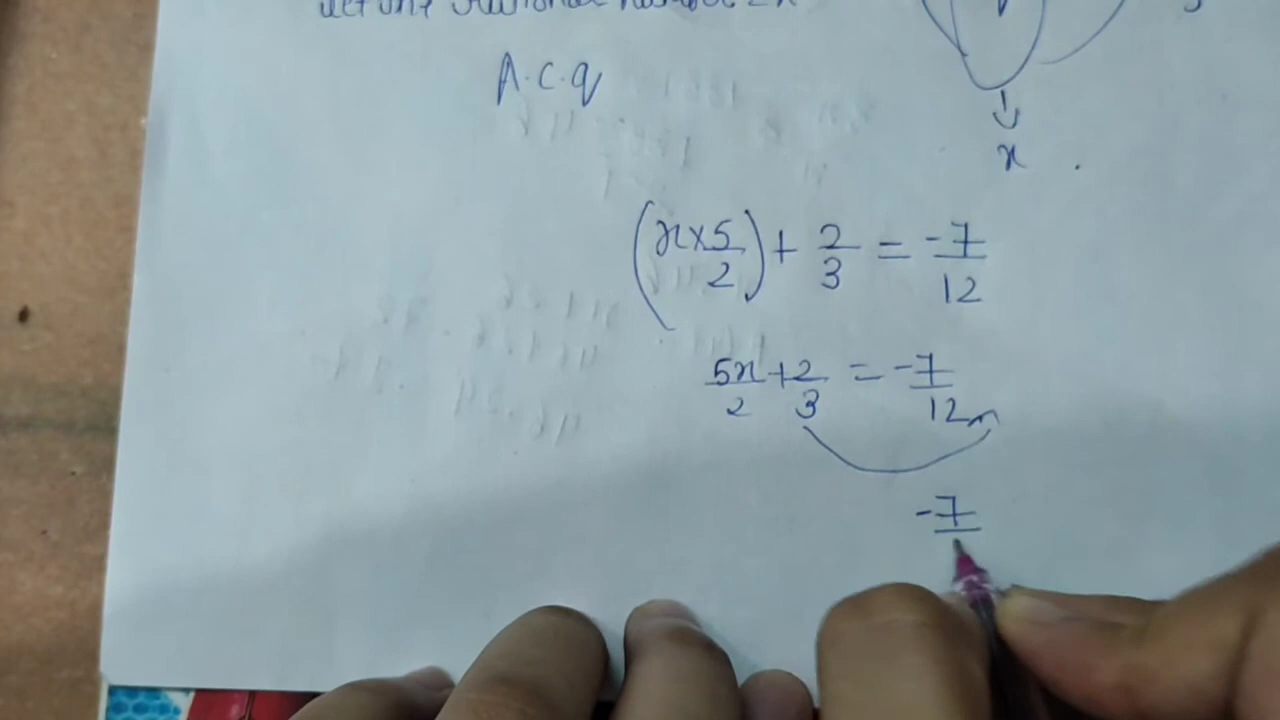 A.C.q
x
(x×5/2) + 2/3 = -7/12
5x/2 + 2/3 = -7/12
-7